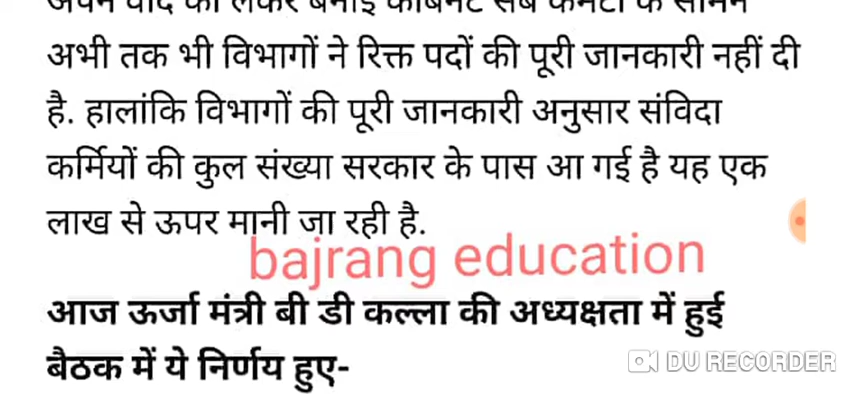 अभी तक भी विभागों ने रिक्त पदों की पूरी जानकारी नहीं दी
है. हालांकि विभागों की पूरी जानकारी अनुसार संविदा
कर्मियों की कुल संख्या सरकार के पास आ गई है यह एक
लाख से ऊपर मानी जा रही है.
bajrang education
आज ऊर्जा मंत्री बी डी कल्ला की अध्यक्षता में हुई
बैठक में ये निर्णय हुए-
DU RECORDER